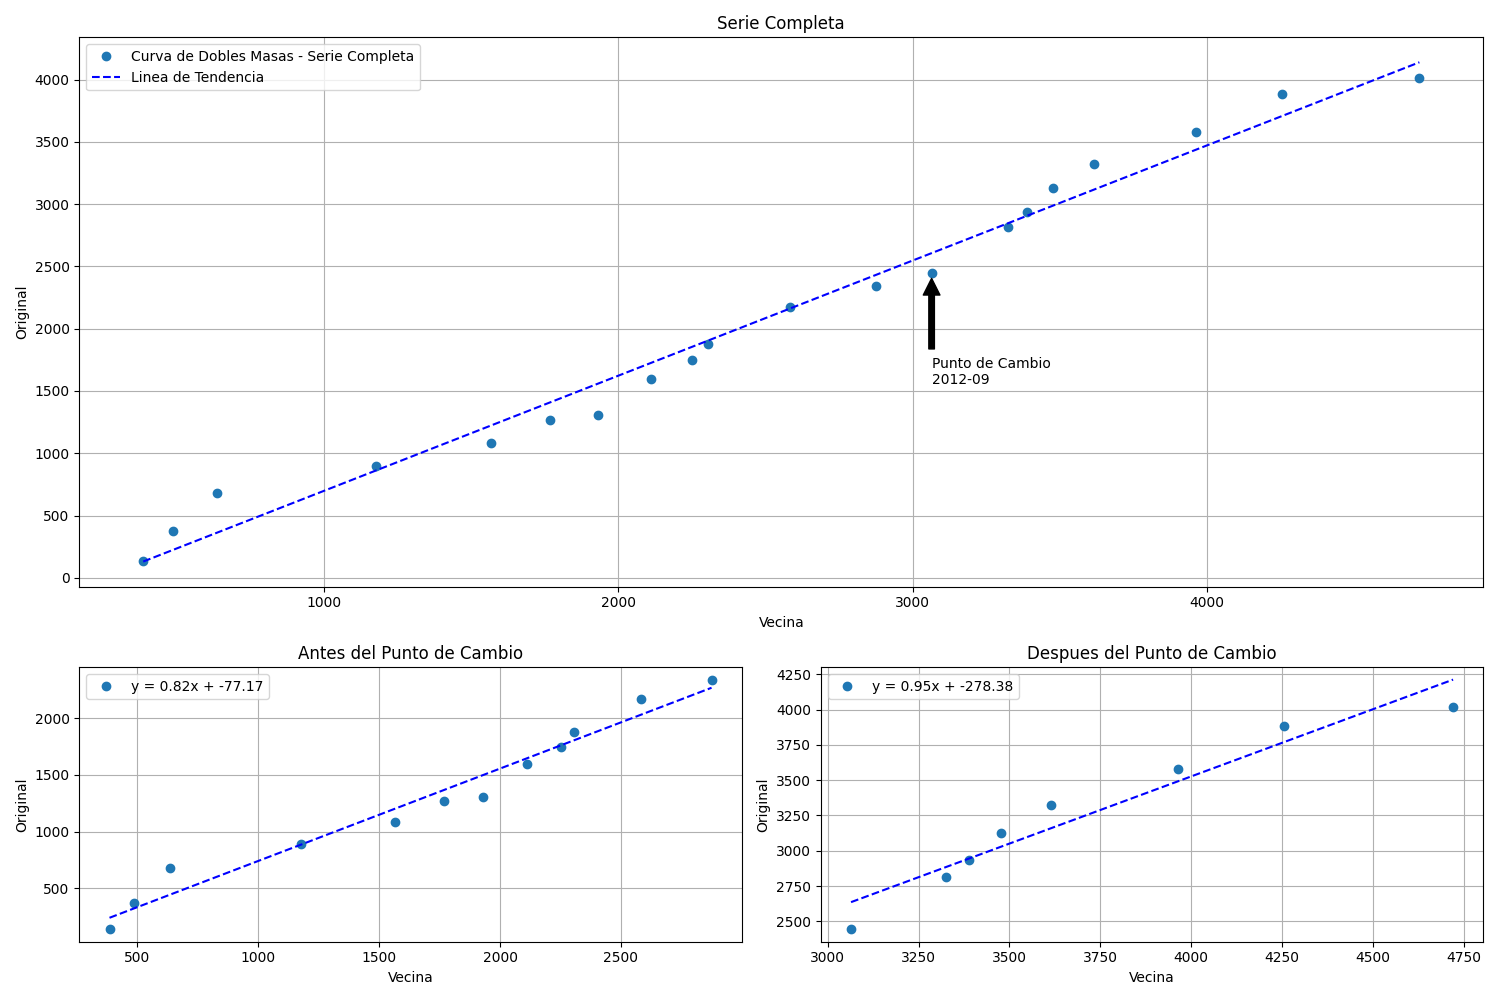 Serie Completa
Curva de Dobles Masas - Serie Completa
Linea de Tendencia
4000
3500
3000
2500
2000
1500
1000
500
0
Original
Punto de Cambio
2012-09
1000
2000
3000
4000
Vecina
Antes del Punto de Cambio
y = 0.82x + -77.17
2000
1500
1000
500
Original
500
1000
1500
2000
2500
Vecina
Despues del Punto de Cambio
y = 0.95x + -278.38
4250
4000
3750
3500
3250
3000
2750
2500
Original
3000
3250
3500
3750
4000
4250
4500
4750
Vecina